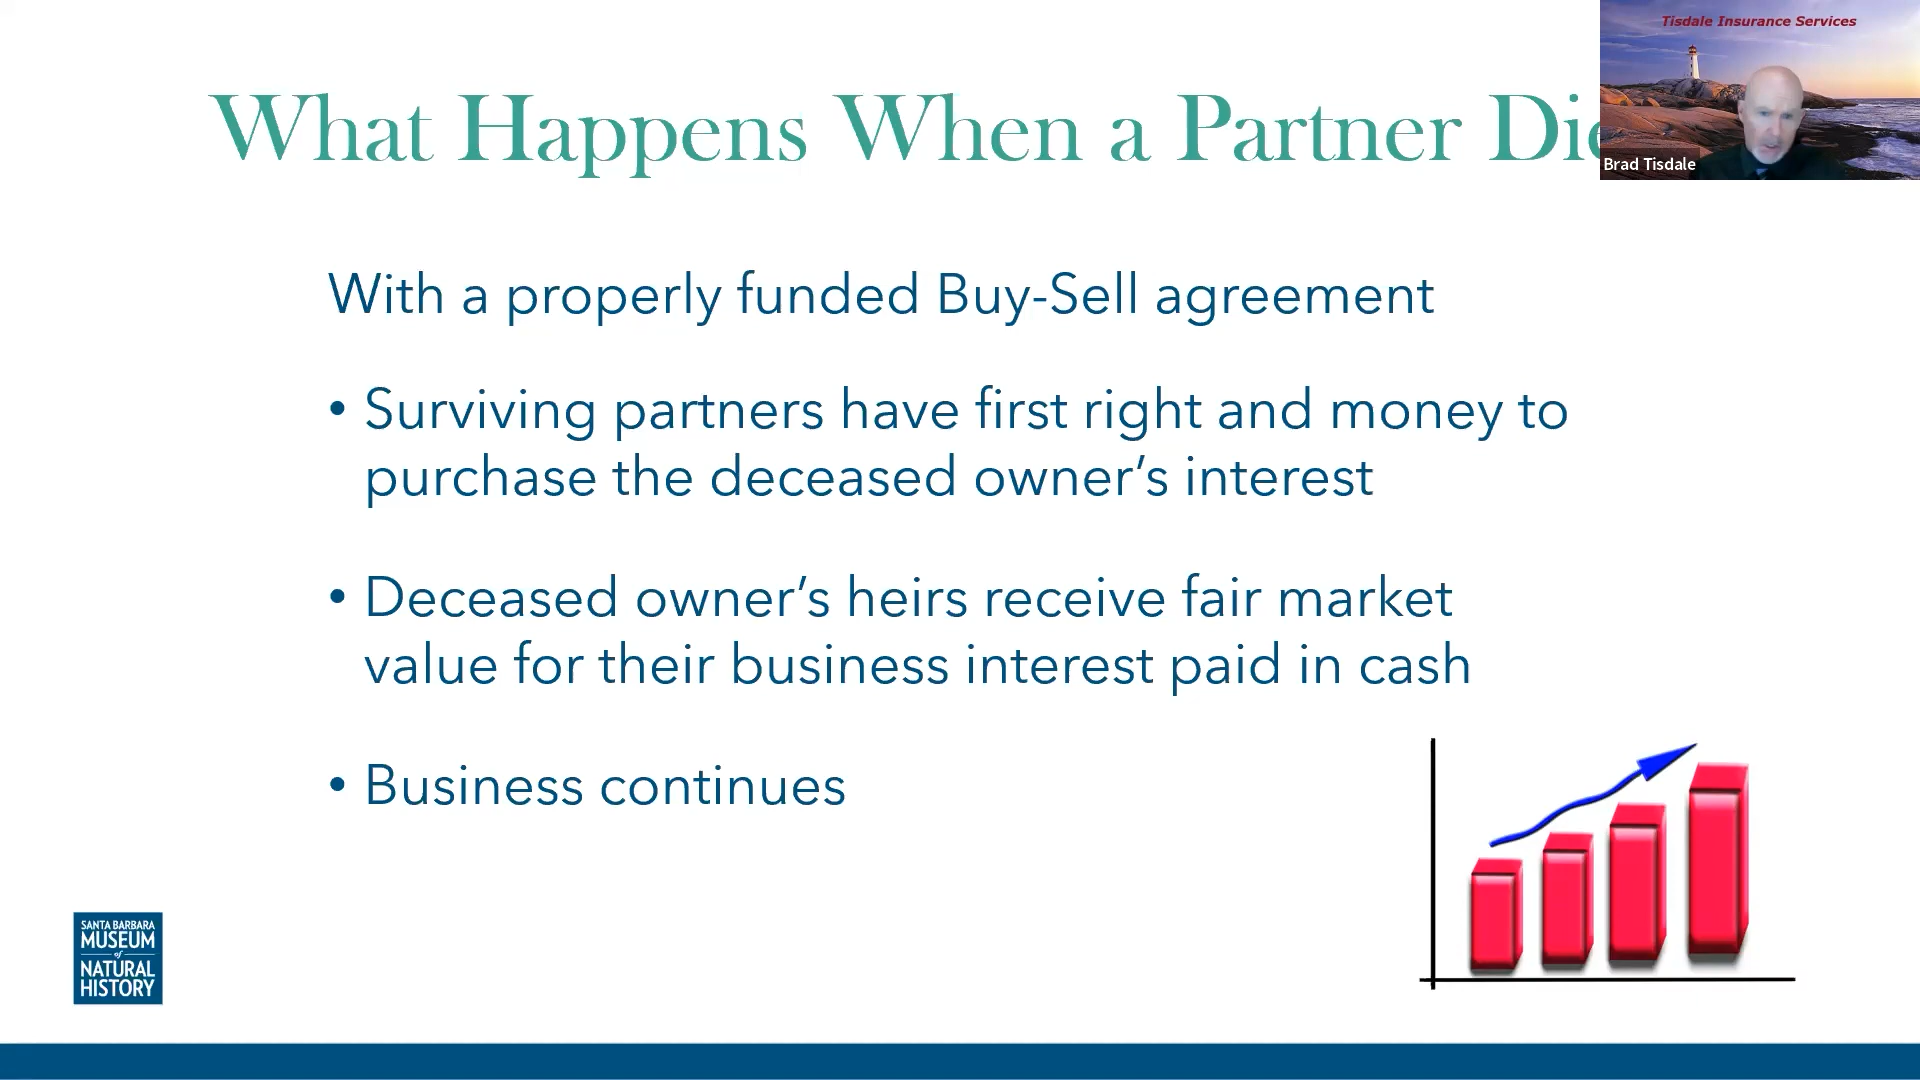 Tisdale Insurance Services
What Happens When a Partner Die
Brad Tisdale
With a properly funded Buy-Sell agreement
• Surviving partners have first right and money to
purchase the deceased owner’s interest
• Deceased owner’s heirs receive fair market
value for their business interest paid in cash
• Business continues
SANTA BARBARA
MUSEUM
of
NATURAL
HISTORY